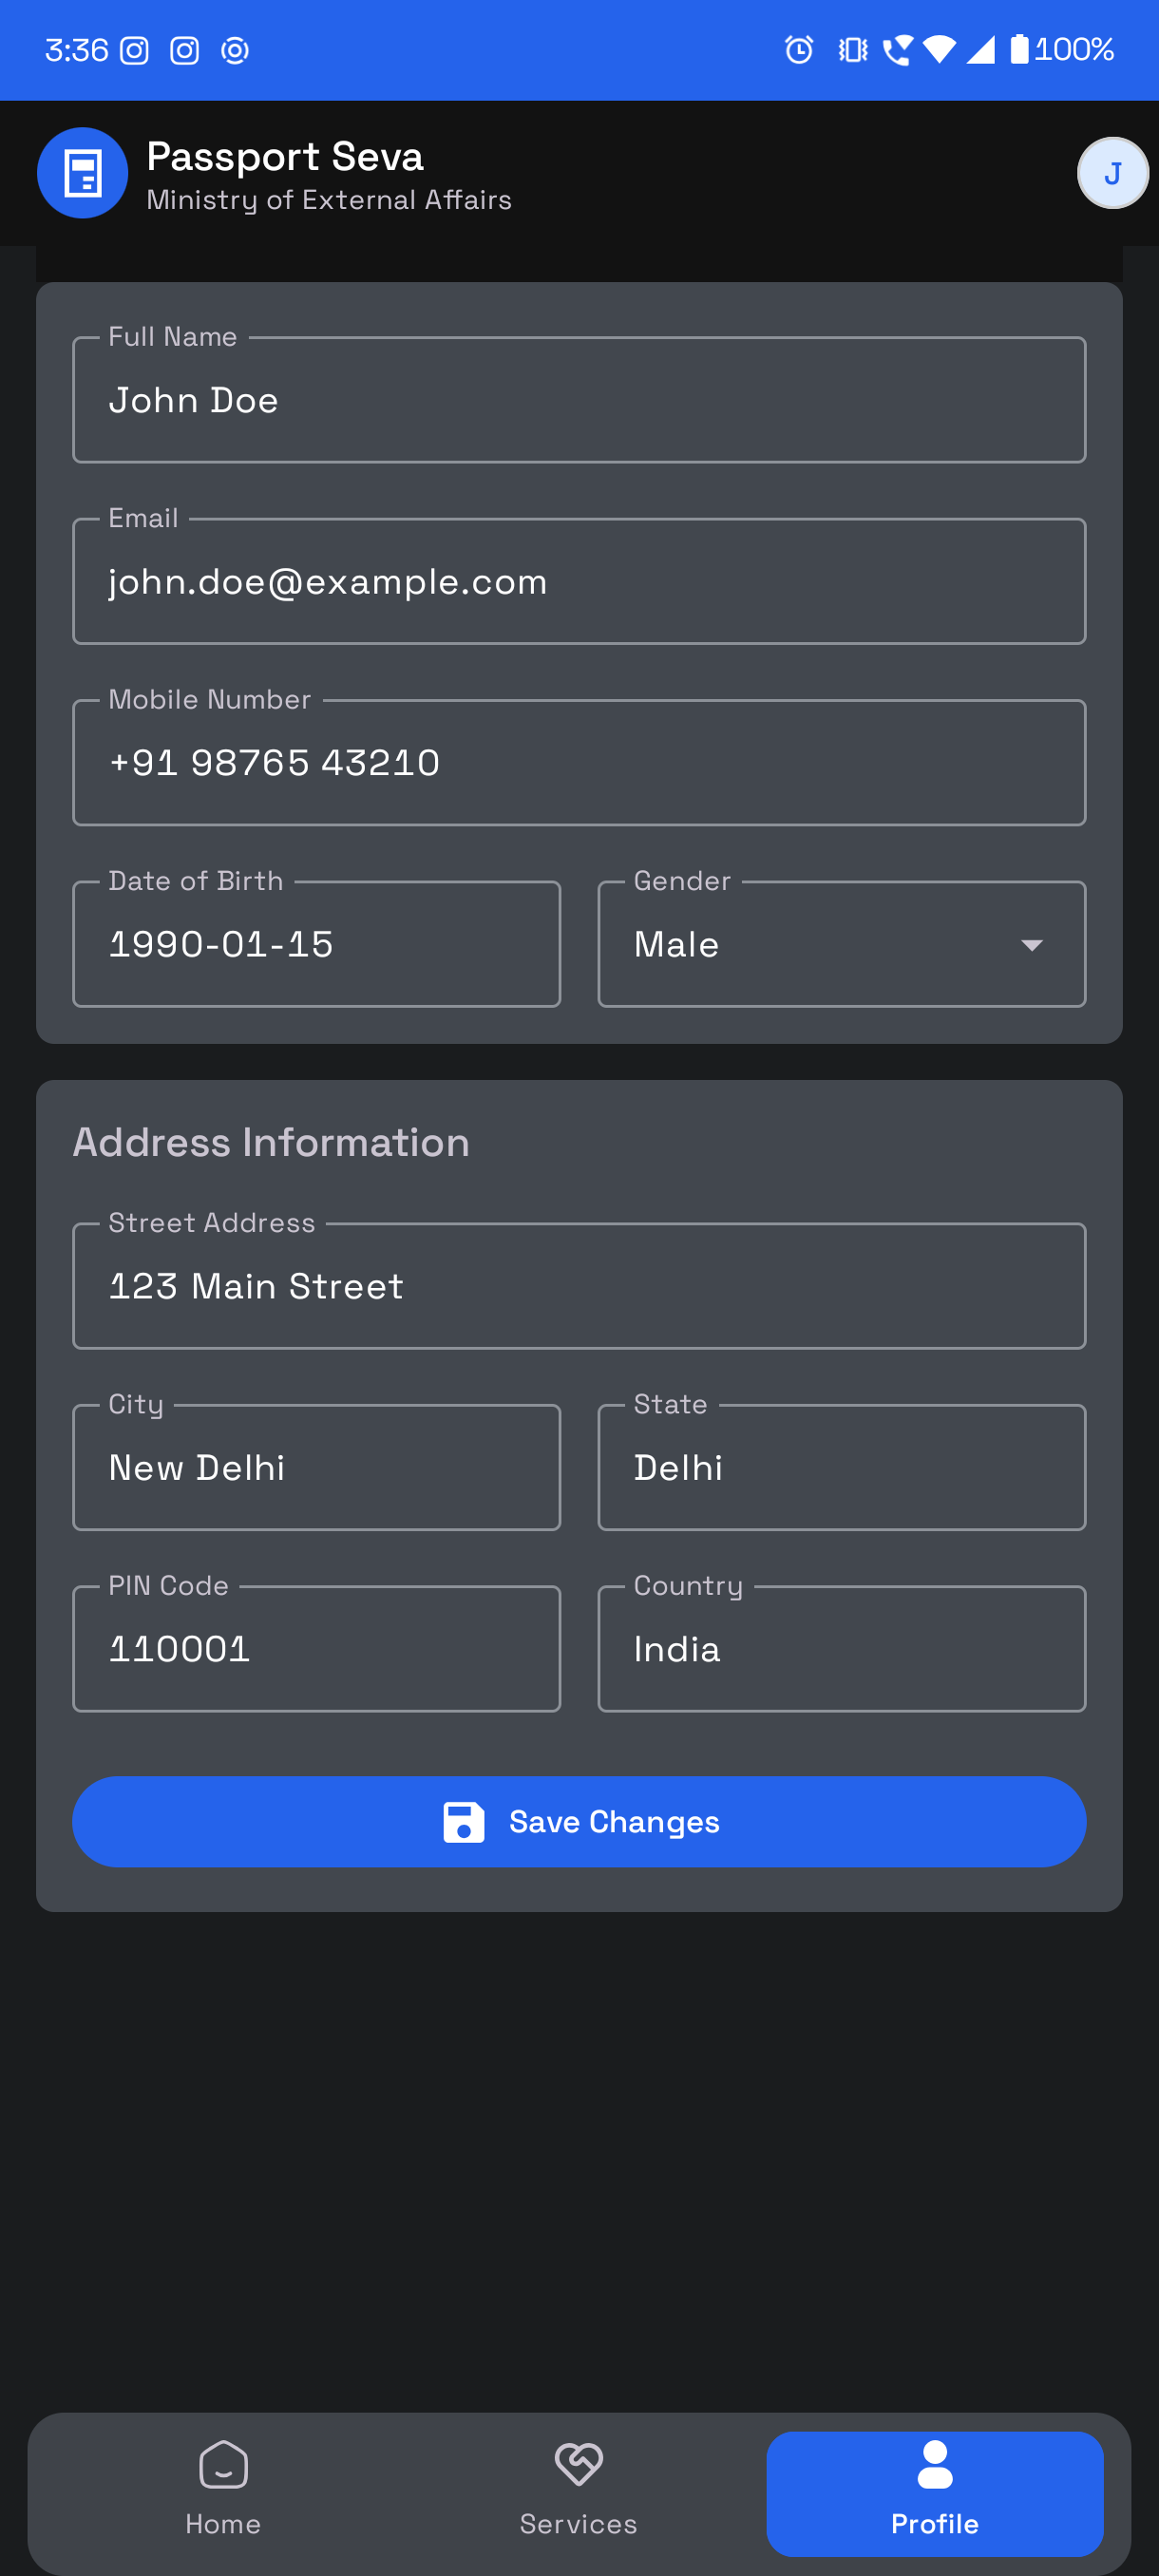 3:36 100%
Passport Seva
Ministry of External Affairs
J
Full Name
John Doe
Email
john.doe@example.com
Mobile Number
+91 98765 43210
Date of Birth Gender
1990-01-15 Male
Address Information
Street Address
123 Main Street
City State
New Delhi Delhi
PIN Code Country
110001 India
Save Changes
Home Services Profile